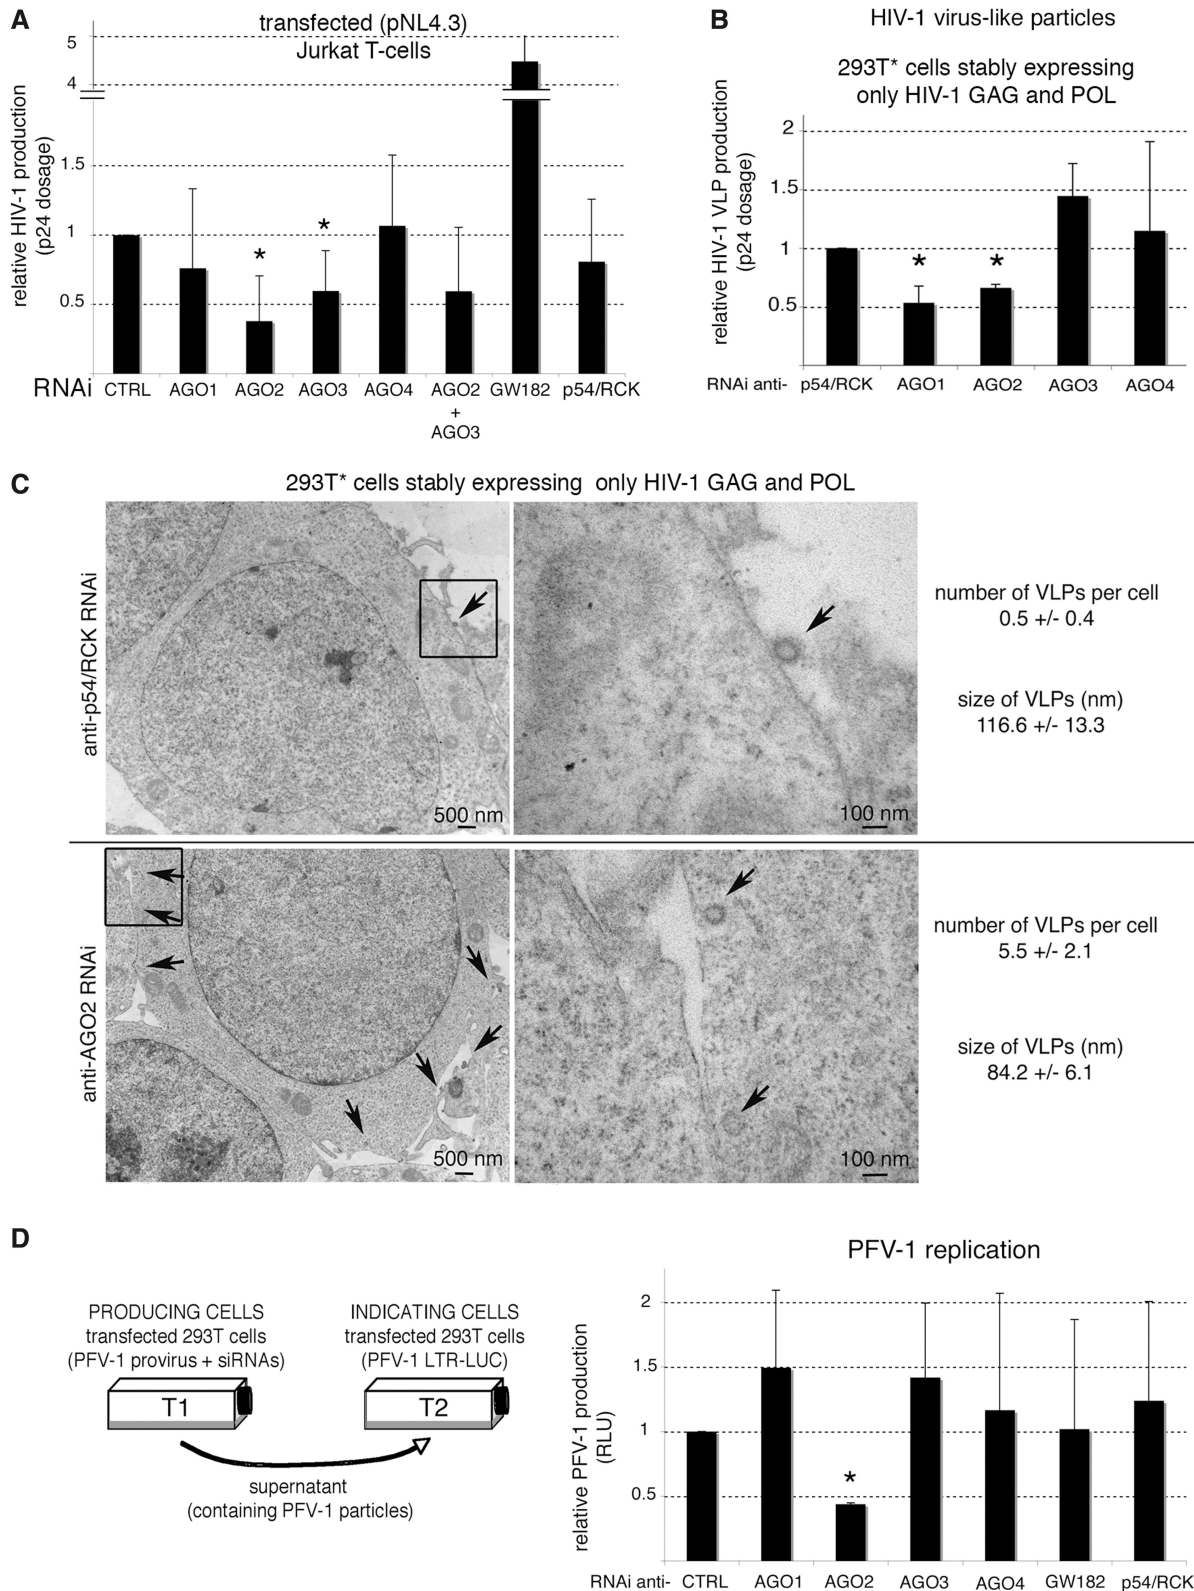 A
transfected (pNL4.3)
Jurkat T-cells
relative HIV-1 production
(p24 dosage)
5
4
1.5
1
0.5
* *
RNAi CTRL AGO1 AGO2 AGO3 AGO4 AGO2 GW182 p54/RCK
+
AGO3
B
HIV-1 virus-like particles
293T* cells stably expressing
only HIV-1 GAG and POL
relative HIV-1 VLP production
(p24 dosage)
2
1.5
1
0.5
* *
RNAi anti- p54/RCK AGO1 AGO2 AGO3 AGO4
C
293T* cells stably expressing only HIV-1 GAG and POL
anti-p54/RCK RNAi
500 nm
100 nm
number of VLPs per cell
0.5 +/- 0.4
size of VLPs (nm)
116.6 +/- 13.3
anti-AGO2 RNAi
500 nm
100 nm
number of VLPs per cell
5.5 +/- 2.1
size of VLPs (nm)
84.2 +/- 6.1
D
PRODUCING CELLS
transfected 293T cells
(PFV-1 provirus + siRNAs)
T1
INDICATING CELLS
transfected 293T cells
(PFV-1 LTR-LUC)
T2
supernatant
(containing PFV-1 particles)
PFV-1 replication
relative PFV-1 production
(RLU)
2
1.5
1
0.5
*
RNAi anti- CTRL AGO1 AGO2 AGO3 AGO4 GW182 p54/RCK